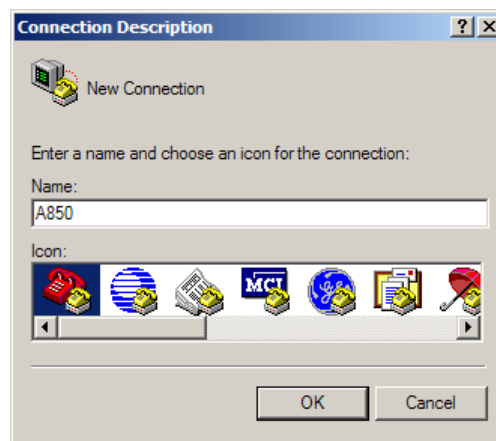 Connection Description
New Connection
Enter a name and choose an icon for the connection:
Name:
A850
Icon:
MCI
OK
Cancel